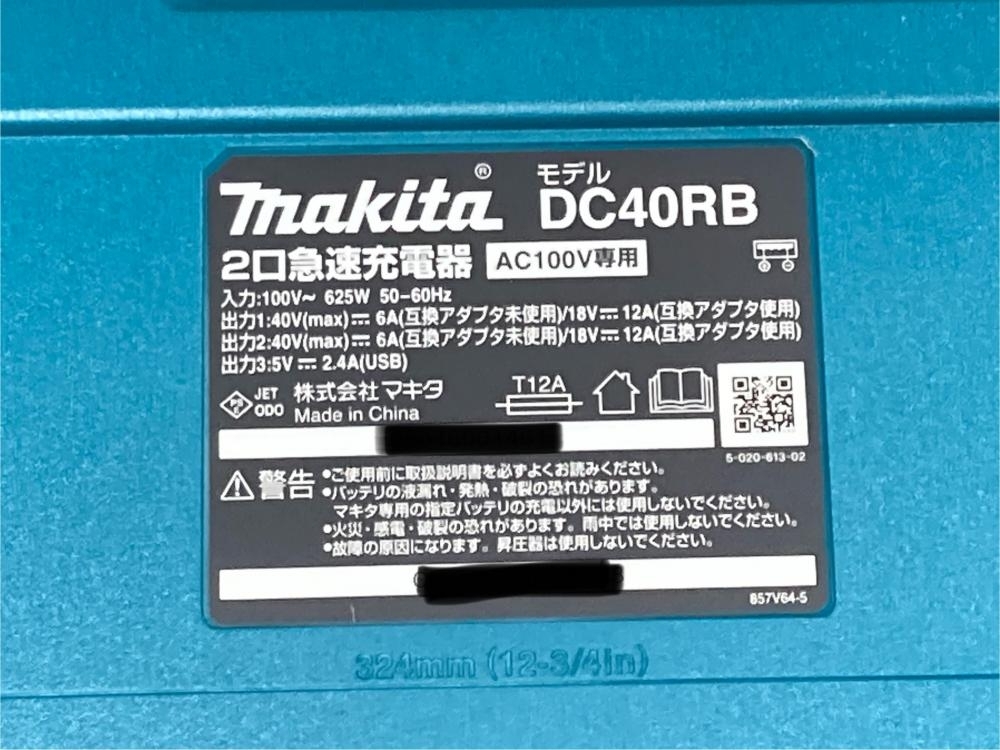 makita®
モデル
DC40RB
2口急速充電器 AC100V専用
入力:100V～ 625W 50-60Hz
出力1:40V(max)⎓ 6A(互換アダプタ未使用)/18V⎓ 12A(互換アダプタ使用)
出力2:40V(max)⎓ 6A(互換アダプタ未使用)/18V⎓ 12A(互換アダプタ使用)
出力3:5V⎓ 2.4A(USB)
PS E JET ODO
株式会社マキタ
Made in China
T12A
5-020-613-02
⚠警告
•ご使用前に取扱説明書を必ずよくお読みください。
•バッテリの液漏れ・発熱・破裂の恐れがあります。
マキタ専用の指定バッテリの充電以外には使用しないでください。
•火災・感電・破裂の恐れがあります。雨中では使用しないでください。
•故障の原因になります。昇圧器は使用しないでください。
857V64-5
324mm (12-3/4in)